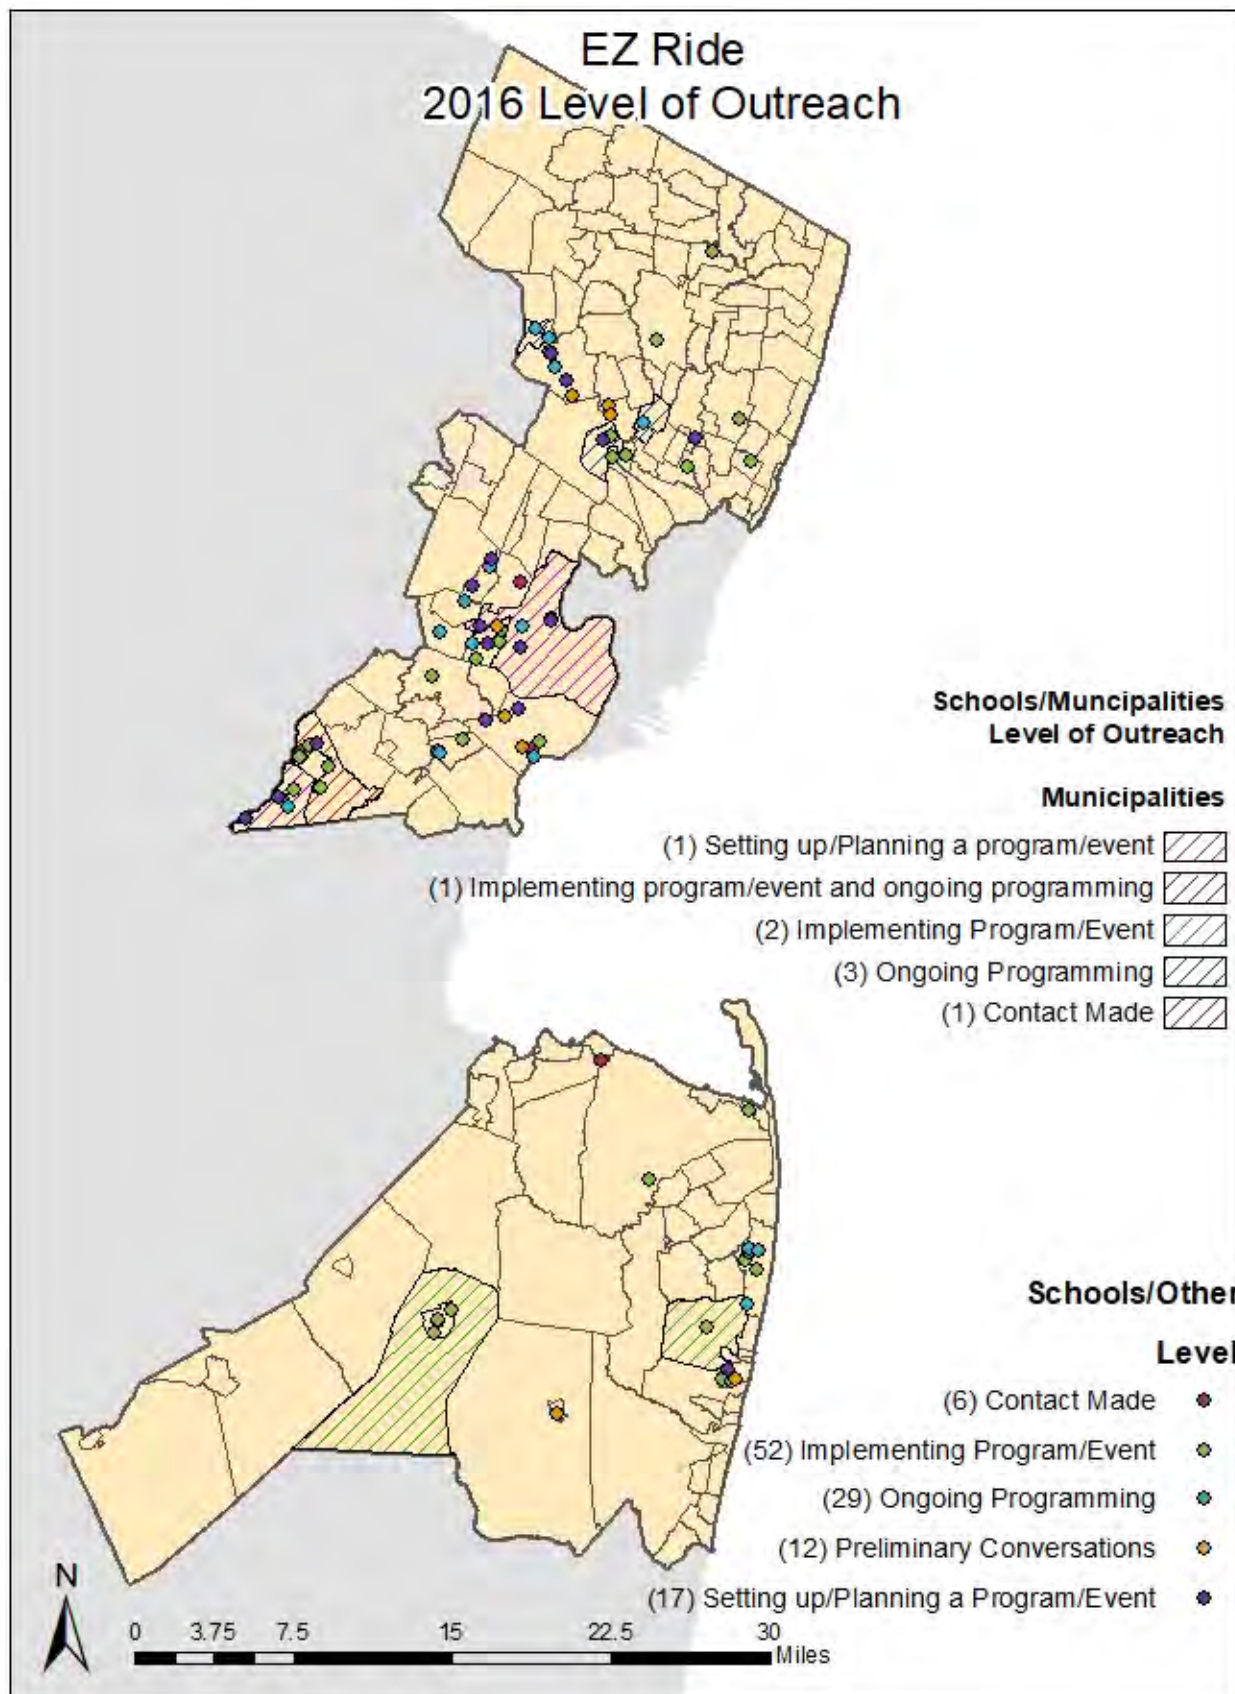 EZ Ride
2016 Level of Outreach
Schools/Muncipalities
Level of Outreach
Municipalities
(1) Setting up/Planning a program/event
(1) Implementing program/event and ongoing programming
(2) Implementing Program/Event
(3) Ongoing Programming
(1) Contact Made
Schools/Other
Level
(6) Contact Made
(52) Implementing Program/Event
(29) Ongoing Programming
(12) Preliminary Conversations
(17) Setting up/Planning a Program/Event
N
0 3.75 7.5 15 22.5 30
Miles